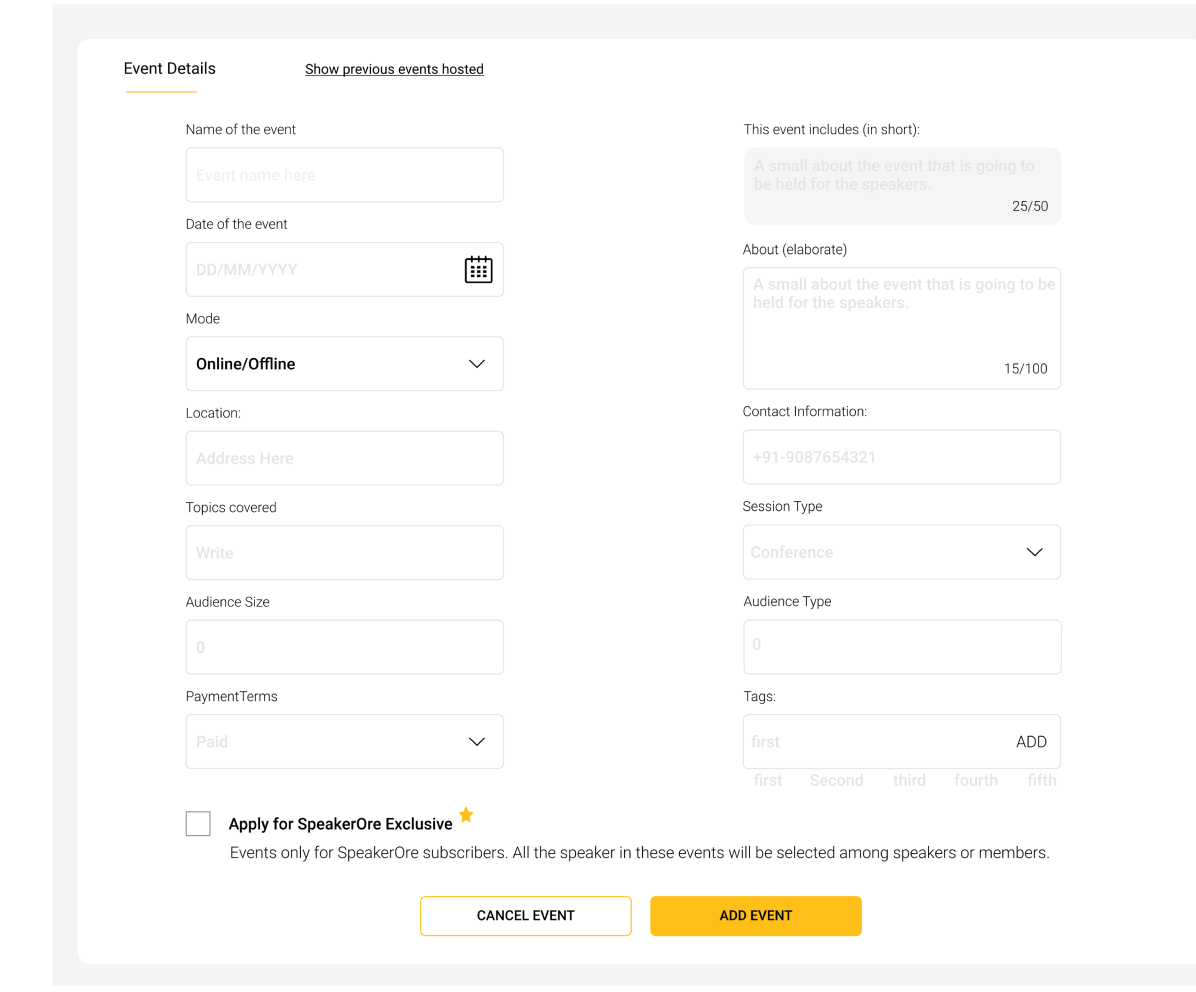 Event Details
Show previous events hosted
Name of the event
Event name here
Date of the event
DD/MM/YYYY
Mode
Online/Offline
Location:
Address Here
Topics covered
Write
Audience Size
0
PaymentTerms
Paid
This event includes (in short):
A small about the event that is going to
be held for the speakers.
25/50
About (elaborate)
A small about the event that is going to be
held for the speakers.
15/100
Contact Information:
+91-9087654321
Session Type
Conference
Audience Type
0
Tags:
first ADD
first Second third fourth fifth
Apply for SpeakerOre Exclusive
Events only for SpeakerOre subscribers. All the speaker in these events will be selected among speakers or members.
CANCEL EVENT
ADD EVENT